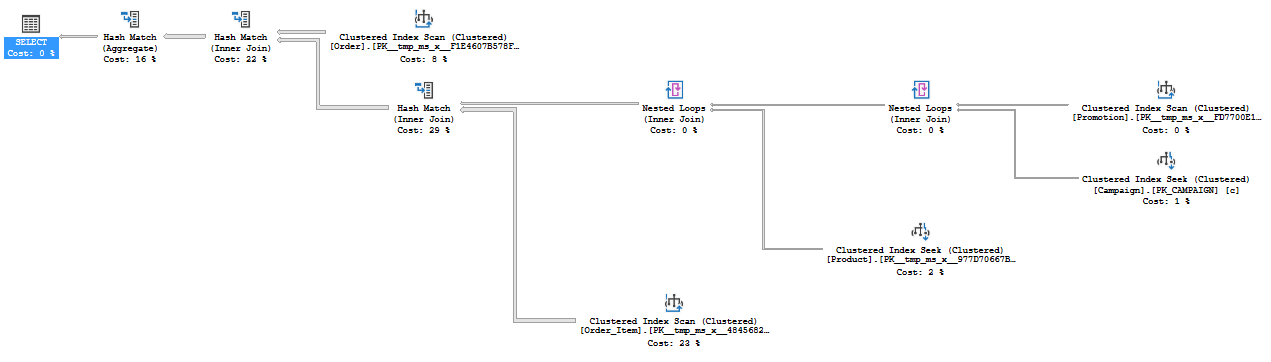 SELECT
Cost: 0 %
Hash Match
(Aggregate)
Cost: 16 %
Hash Match
(Inner Join)
Cost: 22 %
Clustered Index Scan (Clustered)
[Order].[PK__tmp_ms_x__F1E4607B578F…
Cost: 8 %
Hash Match
(Inner Join)
Cost: 29 %
Nested Loops
(Inner Join)
Cost: 0 %
Nested Loops
(Inner Join)
Cost: 0 %
Clustered Index Scan (Clustered)
[Promotion].[PK__tmp_ms_x__FD7700E1…
Cost: 0 %
Clustered Index Seek (Clustered)
[Campaign].[PK_CAMPAIGN] [c]
Cost: 1 %
Clustered Index Seek (Clustered)
[Product].[PK__tmp_ms_x__977D70667B…
Cost: 2 %
Clustered Index Scan (Clustered)
[Order_Item].[PK__tmp_ms_x__4845682…
Cost: 23 %